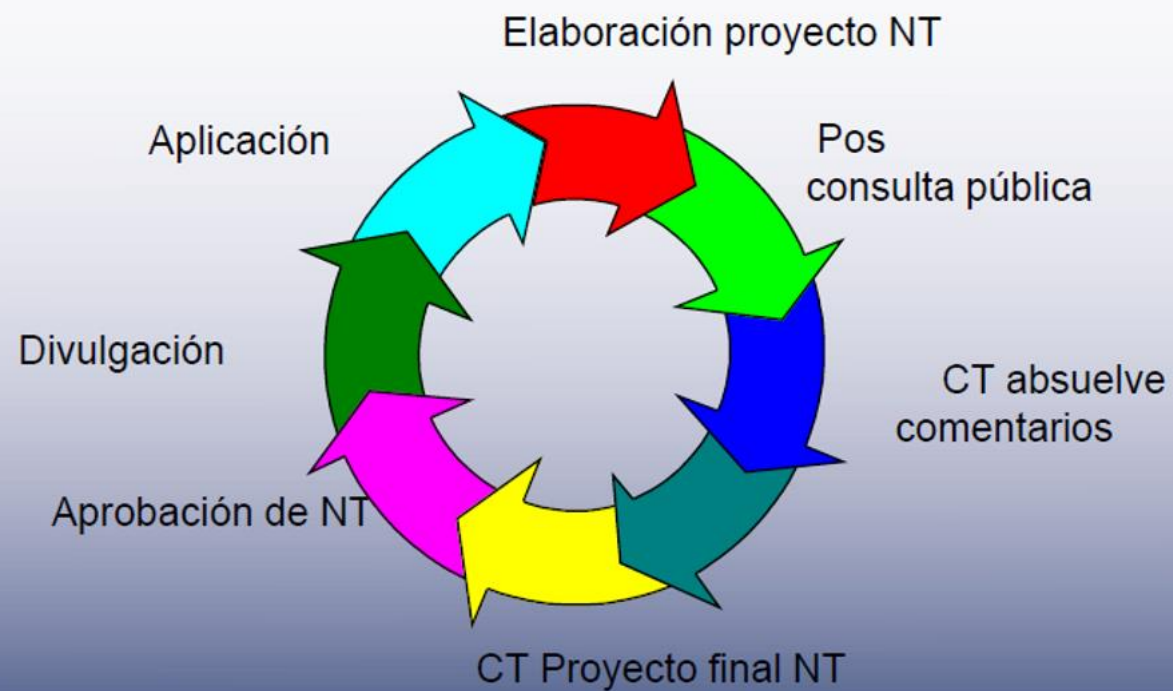 Elaboración proyecto NT
Pos
consulta pública
CT absuelve
comentarios
CT Proyecto final NT
Aprobación de NT
Divulgación
Aplicación